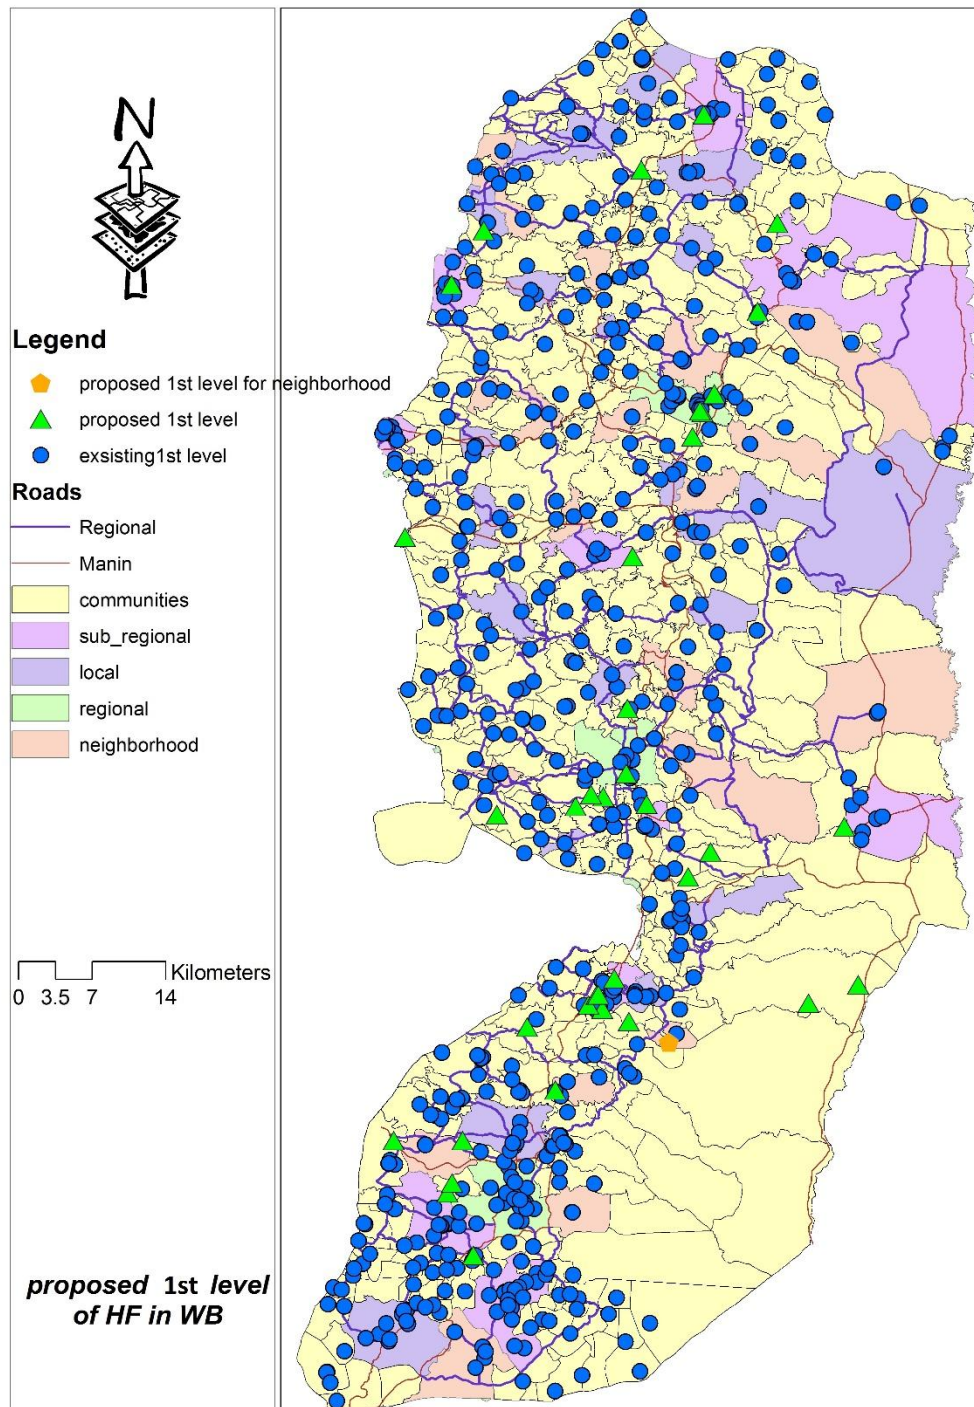 N
Legend
proposed 1st level for neighborhood
proposed 1st level
exsisting1st level
Roads
Regional
Manin
communities
sub_regional
local
regional
neighborhood
Kilometers
0 3.5 7 14
proposed 1st level
of HF in WB